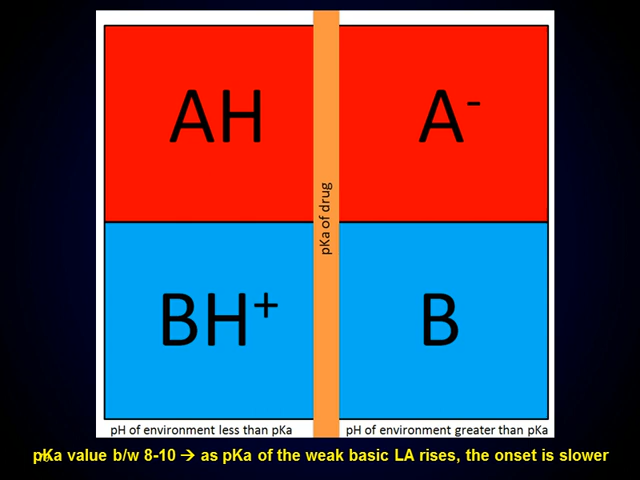 AH
A⁻
pKa of drug
BH⁺
B
pH of environment less than pKa
pH of environment greater than pKa
pKa value b/w 8-10 → as pKa of the weak basic LA rises, the onset is slower